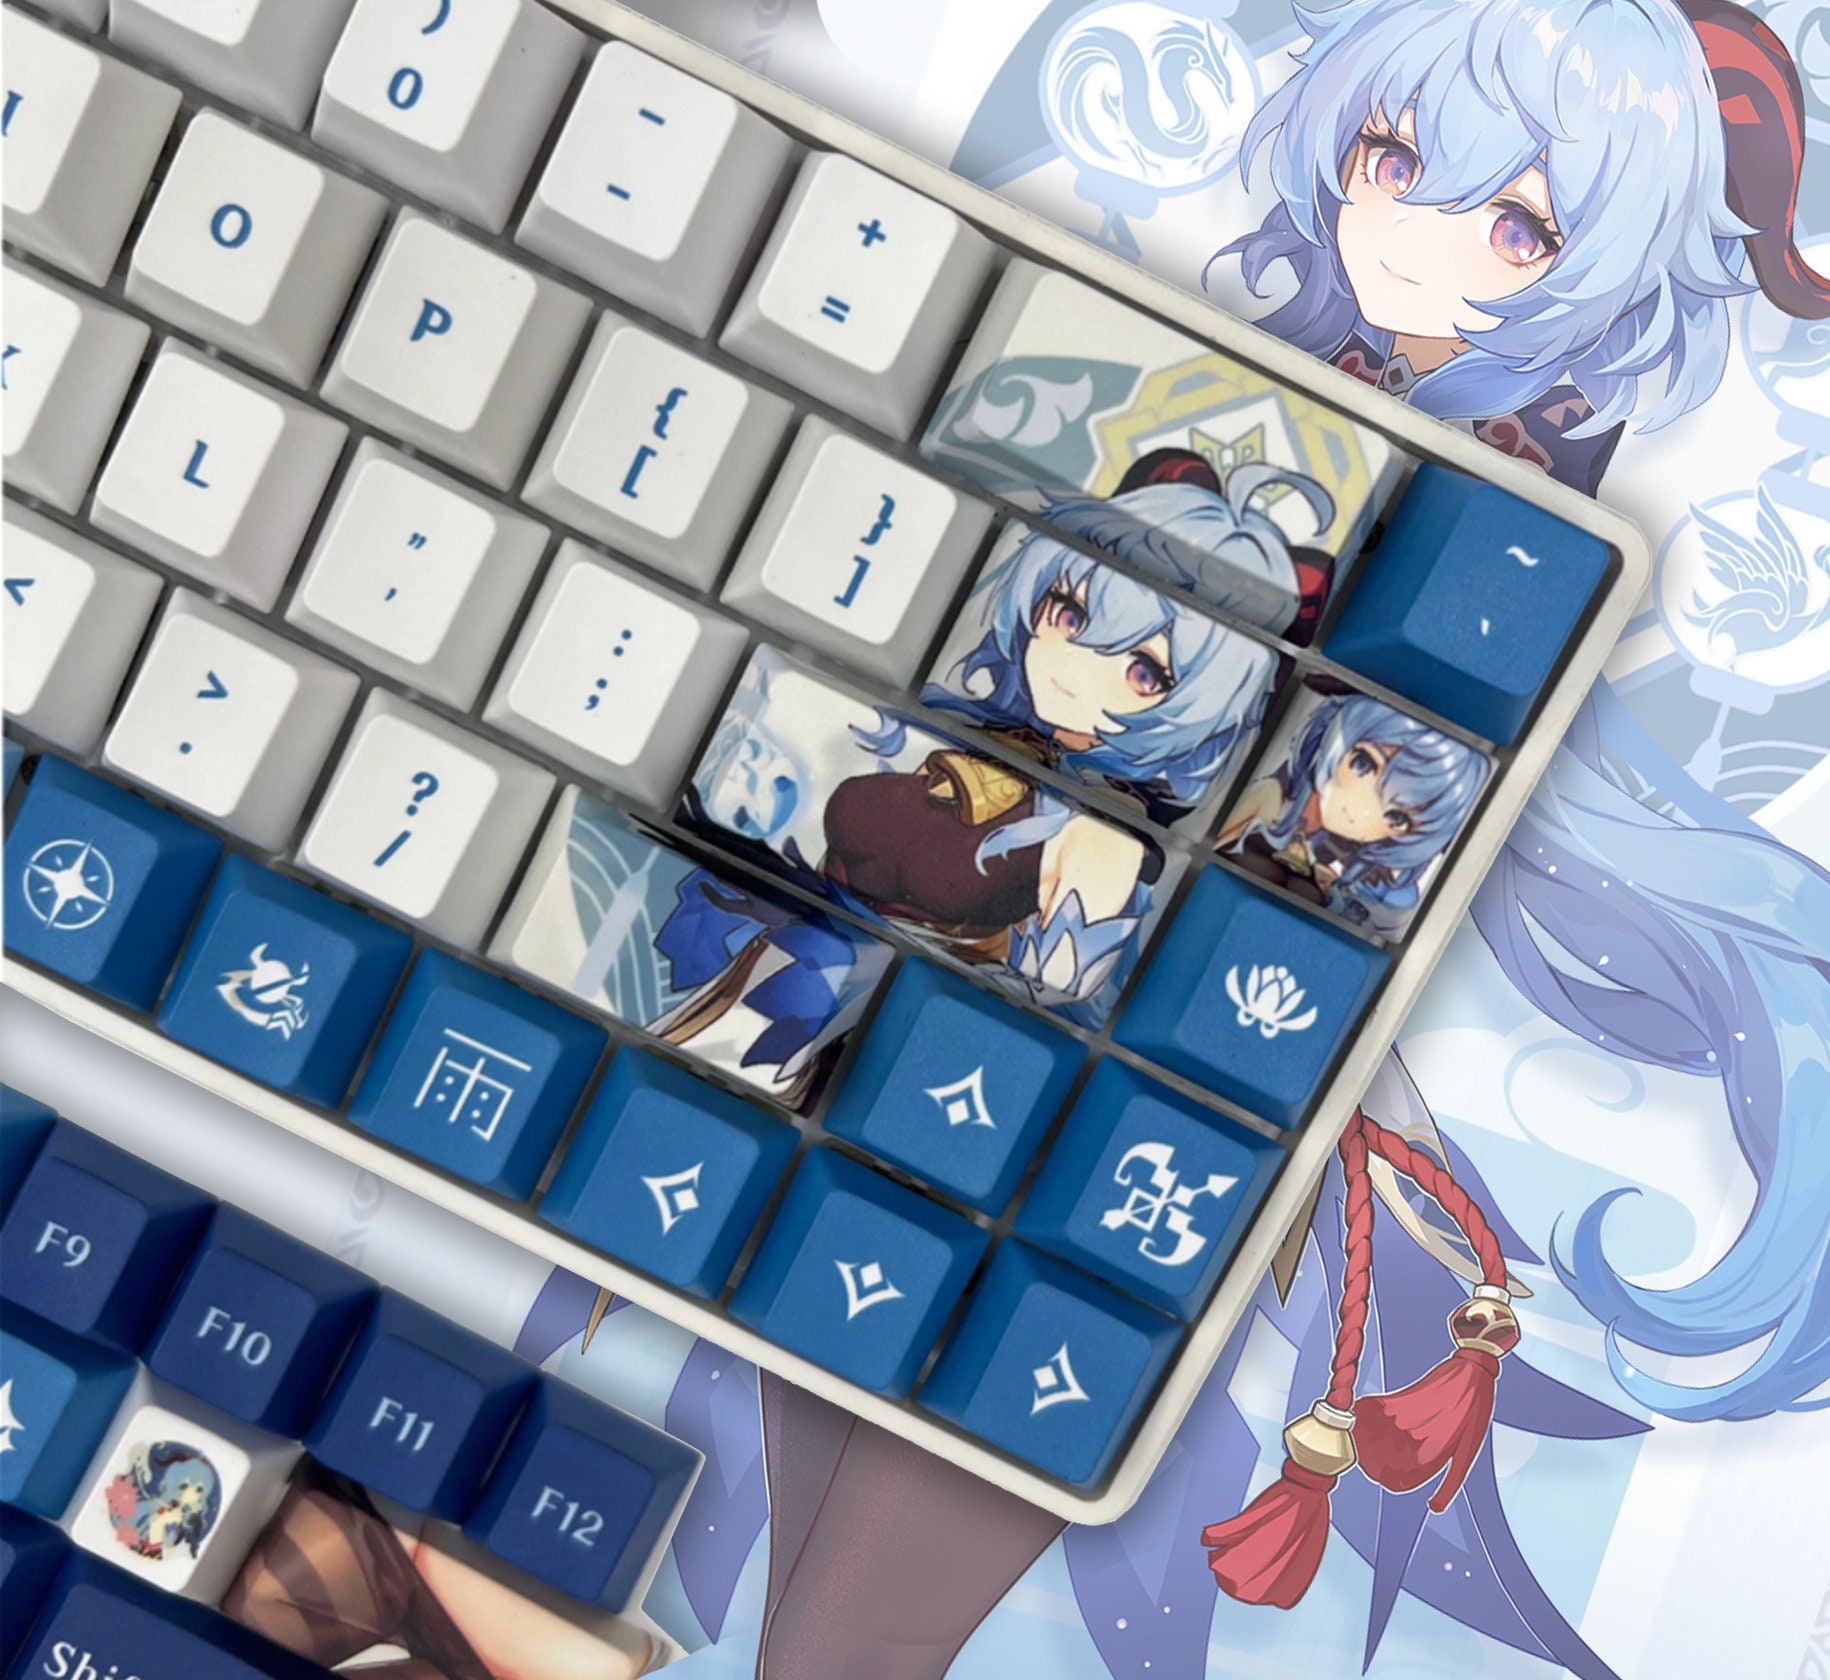 )
0
-
-
+
=
I
O
P
{
[
}
]
~
`
K
L
"
'
:
;
<
>
.
?
/
雨
F9
F10
F11
F12